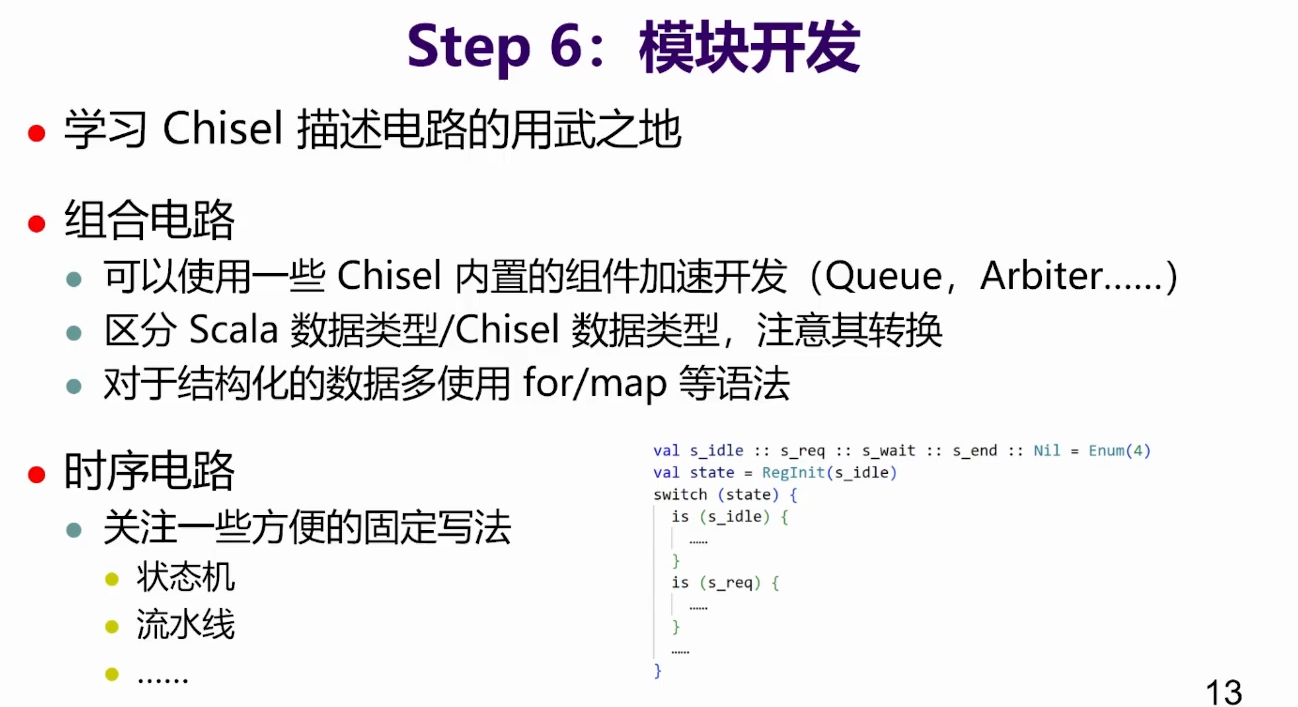 Step 6：模块开发
学习 Chisel 描述电路的用武之地
组合电路
可以使用一些 Chisel 内置的组件加速开发（Queue，Arbiter......）
区分 Scala 数据类型/Chisel 数据类型，注意其转换
对于结构化的数据多使用 for/map 等语法
时序电路
关注一些方便的固定写法
状态机
流水线
......
val s_idle :: s_req :: s_wait :: s_end :: Nil = Enum(4)
val state = RegInit(s_idle)
switch (state) {
is (s_idle) {
......
}
is (s_req) {
......
}
......
}
13